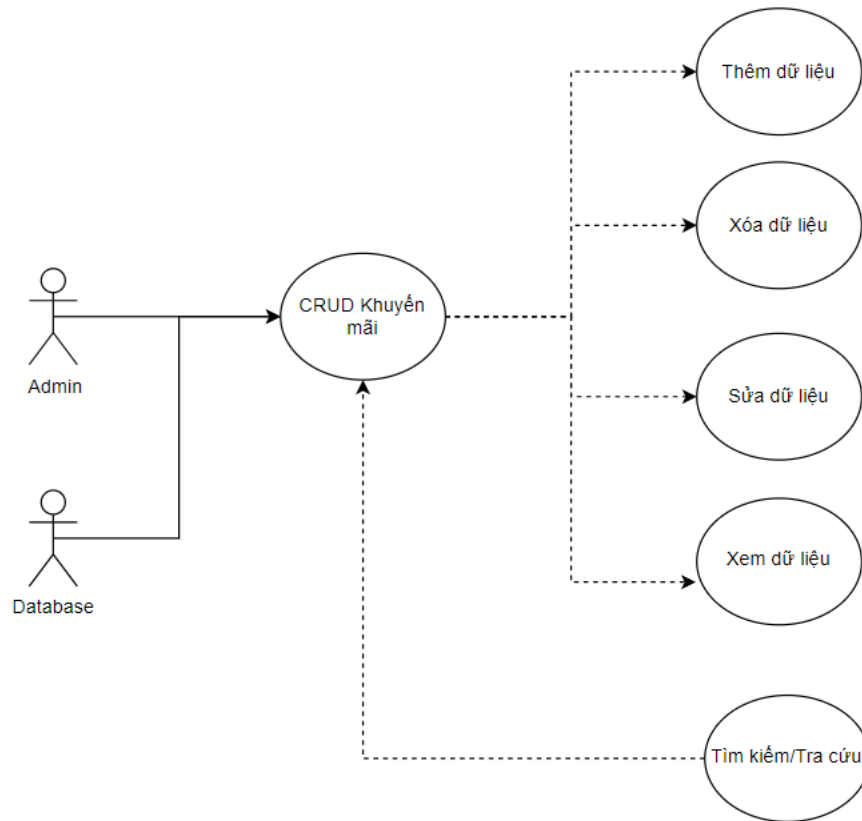 Thêm dữ liệu
Xóa dữ liệu
CRUD Khuyến
mãi
Admin
Sửa dữ liệu
Xem dữ liệu
Database
Tìm kiếm/Tra cứu